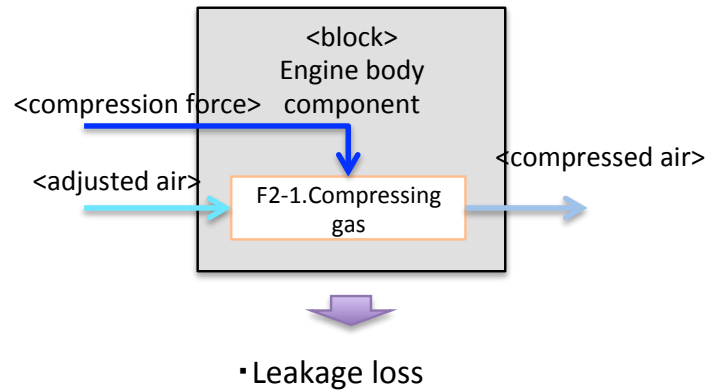 <block>
Engine body
<compression force> component
<compressed air>
<adjusted air>
F2-1.Compressing
gas
・Leakage loss